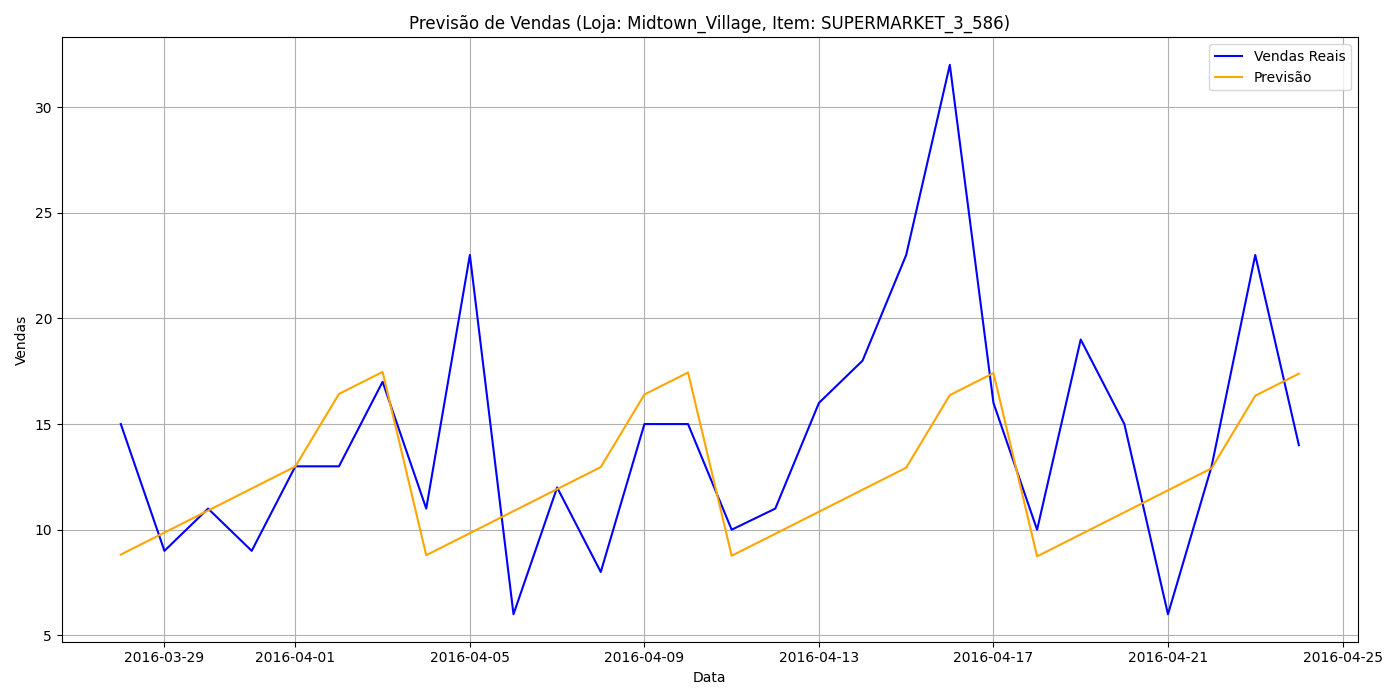 Previsão de Vendas (Loja: Midtown_Village, Item: SUPERMARKET_3_586)
Vendas Reais
Previsão
Vendas
30
25
20
15
10
5
2016-03-29
2016-04-01
2016-04-05
2016-04-09
2016-04-13
2016-04-17
2016-04-21
2016-04-25
Data